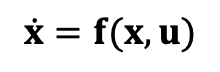 ẋ = f(x, u)